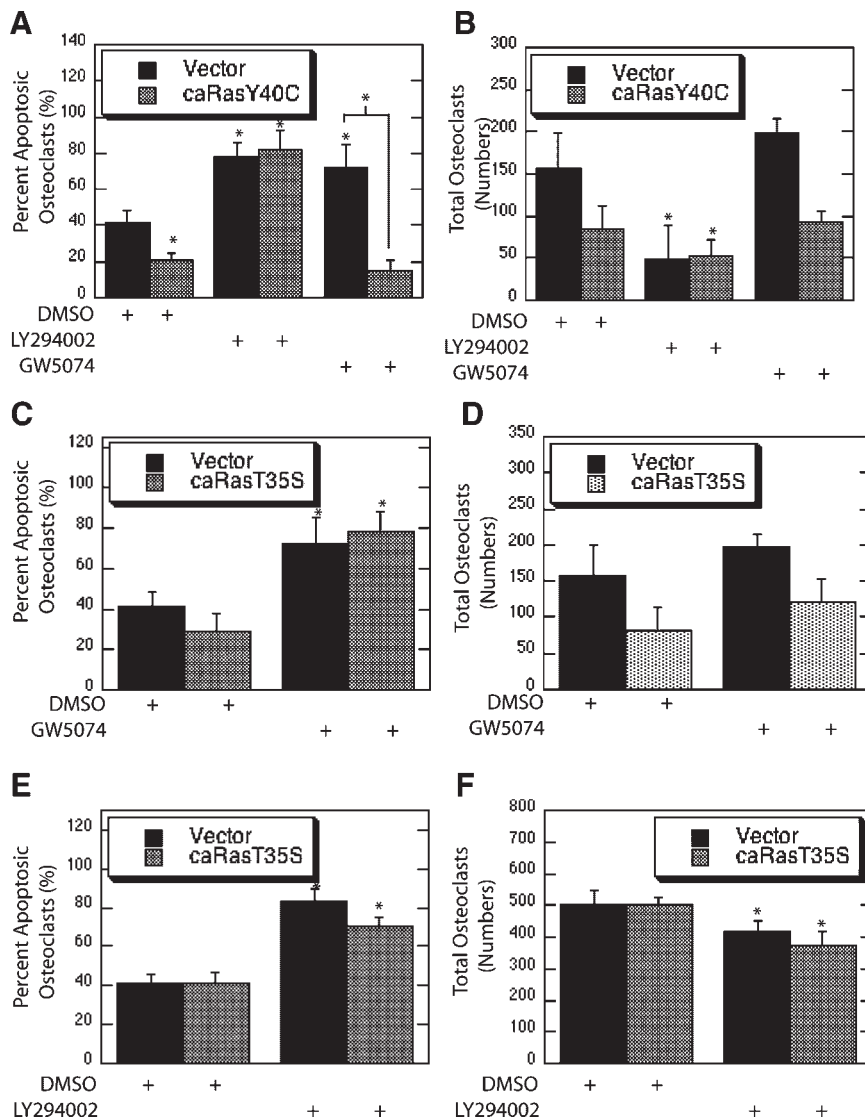 A
Percent Apoptosic
Osteoclasts (%)
140
120
100
80
60
40
20
0
Vector
caRasY40C
*
*
*
*
*
DMSO + +
LY294002 + +
GW5074 + +
B
Total Osteoclasts
(Numbers)
300
250
200
150
100
50
0
Vector
caRasY40C
*
*
DMSO + +
LY294002 + +
GW5074 + +
C
Percent Apoptosic
Osteoclasts (%)
120
100
80
60
40
20
0
Vector
caRasT35S
*
*
DMSO + +
GW5074 + +
D
Total Osteoclasts
(Numbers)
350
300
250
200
150
100
50
0
Vector
caRasT35S
DMSO + +
GW5074 + +
E
Percent Apoptosic
Osteoclasts (%)
120
100
80
60
40
20
0
Vector
caRasT35S
*
*
DMSO + +
LY294002 + +
F
Total Osteoclasts
(Numbers)
800
700
600
500
400
300
200
100
0
Vector
caRasT35S
*
*
DMSO + +
LY294002 + +